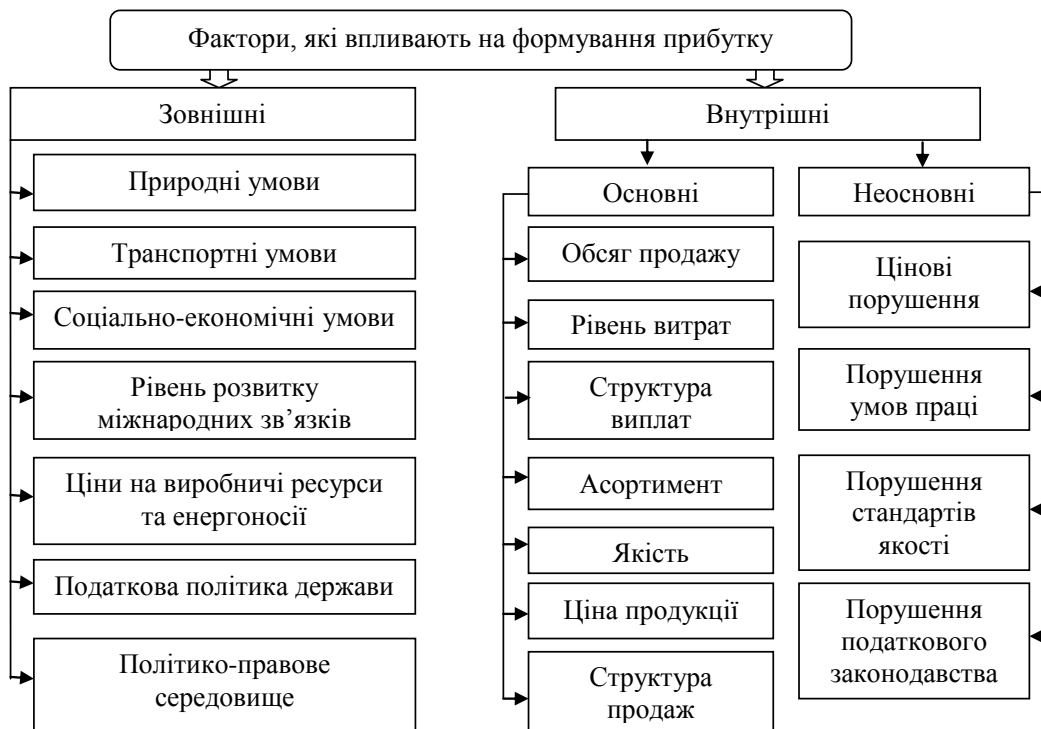 Фактори, які впливають на формування прибутку
Зовнішні
Природні умови
Транспортні умови
Соціально-економічні умови
Рівень розвитку
міжнародних зв’язків
Ціни на виробничі ресурси
та енергоносії
Податкова політика держави
Політико-правове
середовище
Внутрішні
Основні
Обсяг продажу
Рівень витрат
Структура
виплат
Асортимент
Якість
Ціна продукції
Структура
продаж
Неосновні
Цінові
порушення
Порушення
умов праці
Порушення
стандартів
якості
Порушення
податкового
законодавства